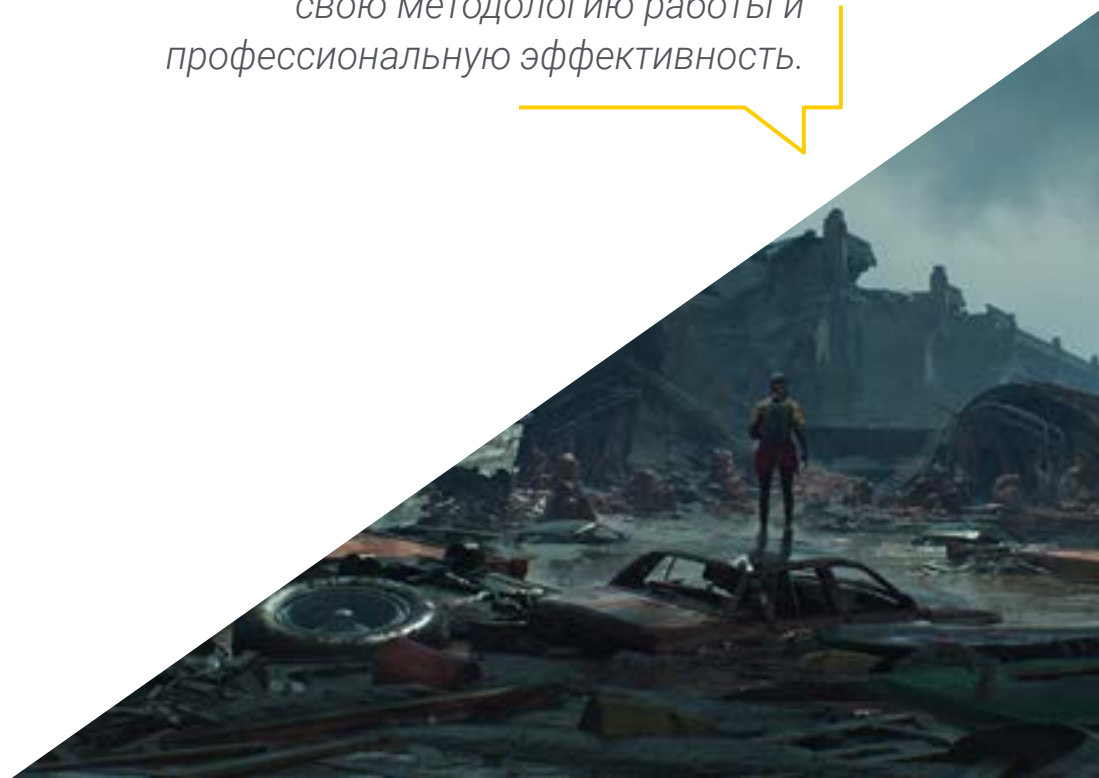 свою методологию работы и
профессиональную эффективность.